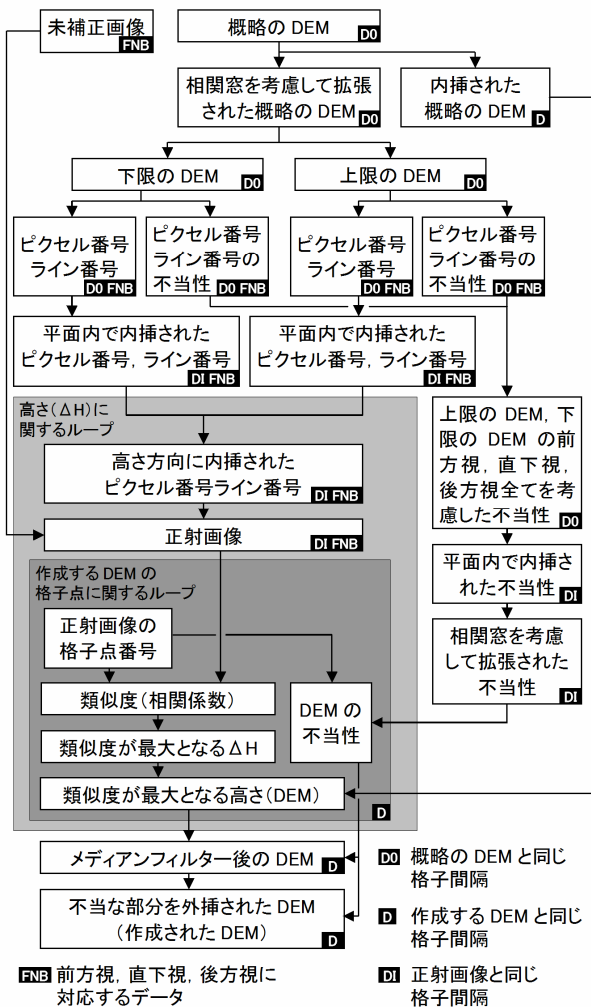 未補正画像
FNB
概略の DEM
D0
相関窓を考慮して拡張
された概略の DEM
D0
内挿された
概略の DEM
D
下限の DEM
D0
上限の DEM
D0
ピクセル番号
ライン番号
D0 FNB
ピクセル番号
ライン番号の
不当性
D0 FNB
ピクセル番号
ライン番号
D0 FNB
ピクセル番号
ライン番号の
不当性
D0 FNB
平面内で内挿された
ピクセル番号, ライン番号
DI FNB
平面内で内挿された
ピクセル番号, ライン番号
DI FNB
高さ(ΔH)に
関するループ
高さ方向に内挿された
ピクセル番号ライン番号
DI FNB
正射画像
DI FNB
上限の DEM, 下
限の DEM の前
方視, 直下視,
後方視全てを考
慮した不当性
D0
平面内で内挿さ
れた不当性
DI
相関窓を考慮
して拡張された
不当性
DI
作成する DEM の
格子点に関するループ
正射画像の
格子点番号
類似度(相関係数)
類似度が最大となるΔH
DEM の
不当性
類似度が最大となる高さ(DEM)
D
メディアンフィルター後の DEM
D
不当な部分を外挿された DEM
(作成された DEM)
D
D0 概略の DEM と同じ
格子間隔
D 作成する DEM と同じ
格子間隔
FNB 前方視, 直下視, 後方視に
対応するデータ
DI 正射画像と同じ
格子間隔